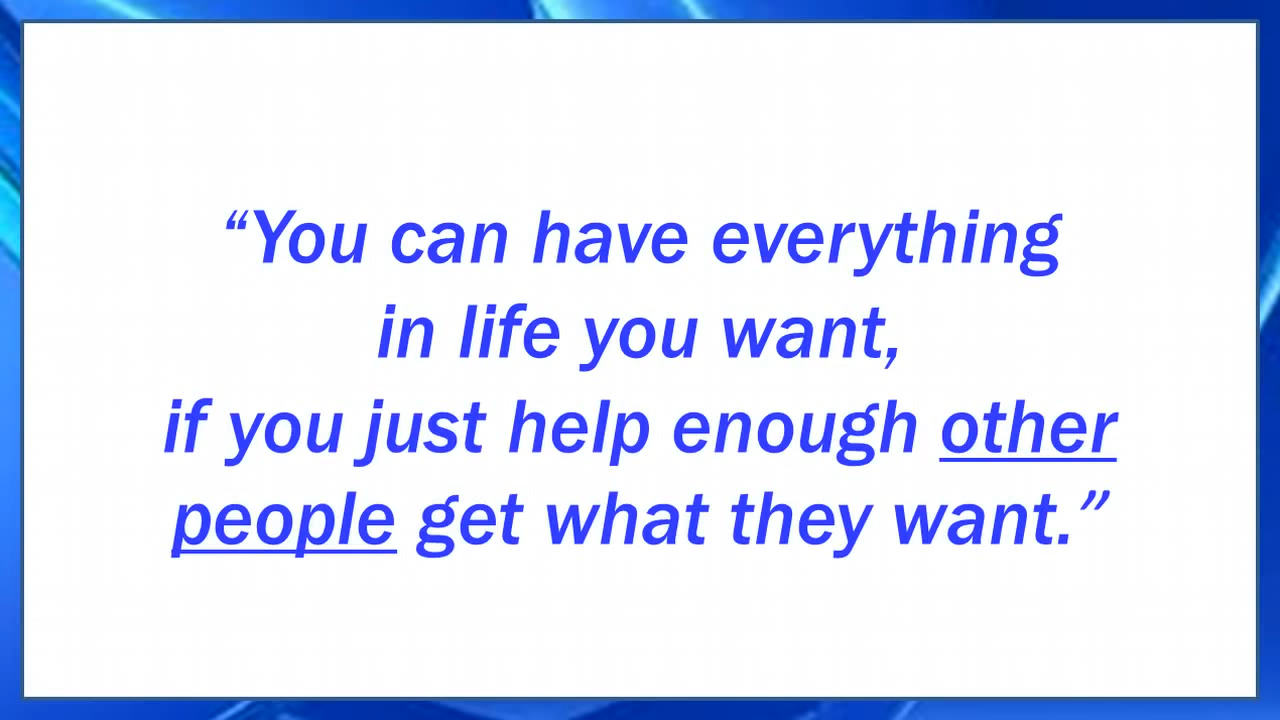 “You can have everything
in life you want,
if you just help enough other
people get what they want.”